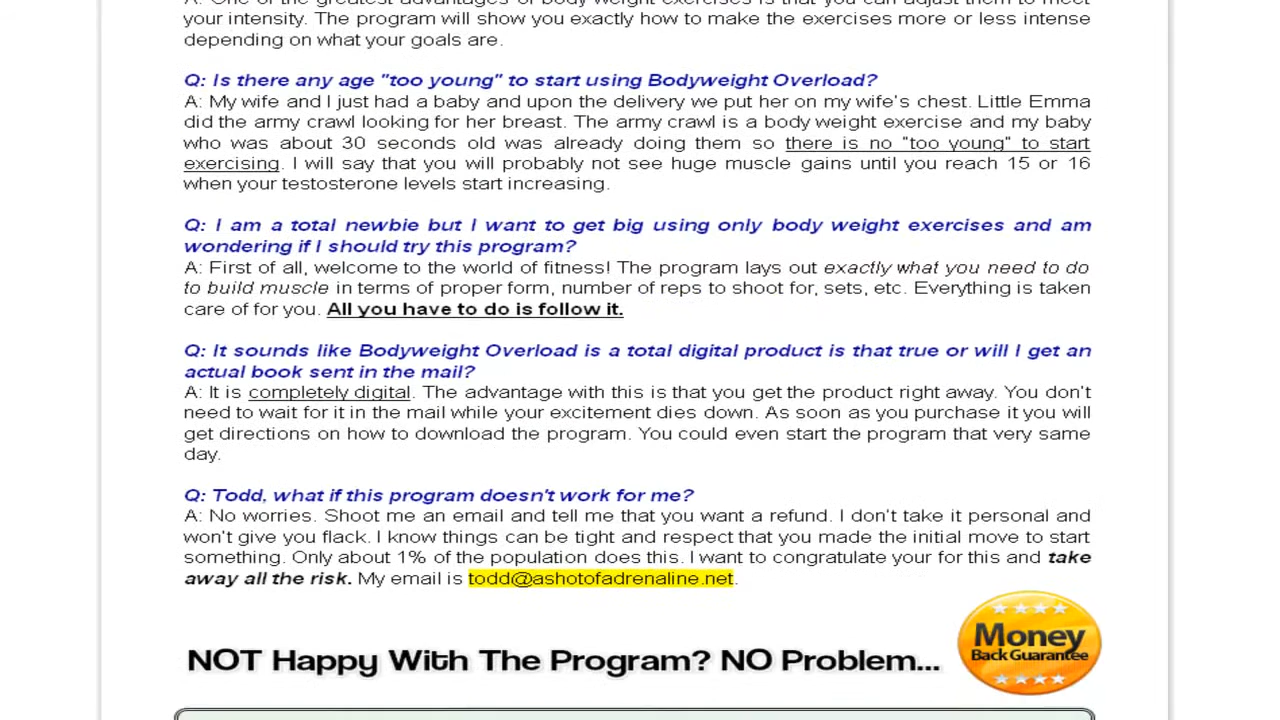 A: One of the greatest advantages of body weight exercises is that you can adjust them to meet
your intensity. The program will show you exactly how to make the exercises more or less intense
depending on what your goals are.
Q: Is there any age "too young" to start using Bodyweight Overload?
A: My wife and I just had a baby and upon the delivery we put her on my wife's chest. Little Emma
did the army crawl looking for her breast. The army crawl is a body weight exercise and my baby
who was about 30 seconds old was already doing them so there is no "too young" to start
exercising. I will say that you will probably not see huge muscle gains until you reach 15 or 16
when your testosterone levels start increasing.
Q: I am a total newbie but I want to get big using only body weight exercises and am
wondering if I should try this program?
A: First of all, welcome to the world of fitness! The program lays out exactly what you need to do
to build muscle in terms of proper form, number of reps to shoot for, sets, etc. Everything is taken
care of for you. All you have to do is follow it.
Q: It sounds like Bodyweight Overload is a total digital product is that true or will I get an
actual book sent in the mail?
A: It is completely digital. The advantage with this is that you get the product right away. You don't
need to wait for it in the mail while your excitement dies down. As soon as you purchase it you will
get directions on how to download the program. You could even start the program that very same
day.
Q: Todd, what if this program doesn't work for me?
A: No worries. Shoot me an email and tell me that you want a refund. I don't take it personal and
won't give you flack. I know things can be tight and respect that you made the initial move to start
something. Only about 1% of the population does this. I want to congratulate your for this and take
away all the risk. My email is todd@ashotofadrenaline.net.
NOT Happy With The Program? NO Problem...
Money
Back Guarantee